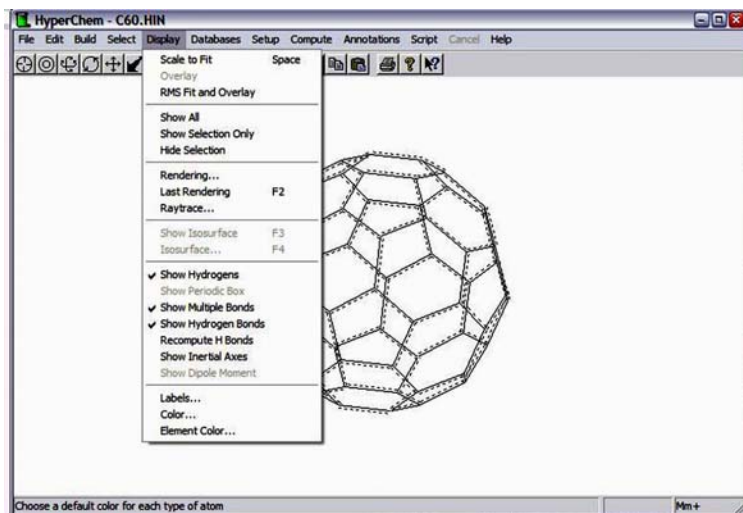 HyperChem - C60.HIN
File Edit Build Select Display Databases Setup Compute Annotations Script Cancel Help
Scale to Fit Space
Overlay
RMS Fit and Overlay
Show All
Show Selection Only
Hide Selection
Rendering...
Last Rendering F2
Raytrace...
Show Isosurface F3
Isosurface... F4
Show Hydrogens
Show Periodic Box
Show Multiple Bonds
Show Hydrogen Bonds
Recompute H Bonds
Show Inertial Axes
Show Dipole Moment
Labels...
Color...
Element Color...
Choose a default color for each type of atom Mm+